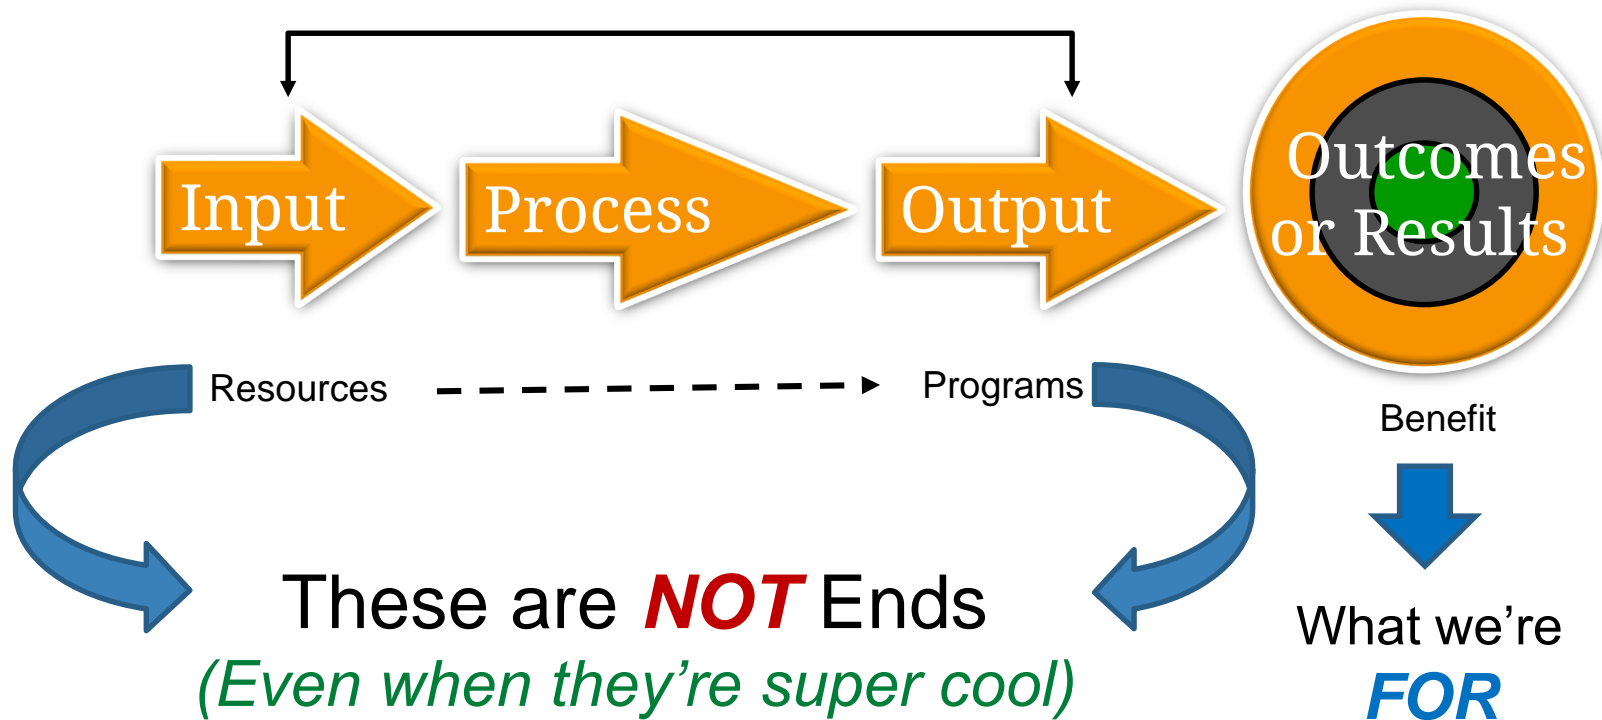 Input
Process
Output
Outcomes
or Results
Resources
Programs
Benefit
These are NOT Ends
(Even when they’re super cool)
What we’re
FOR